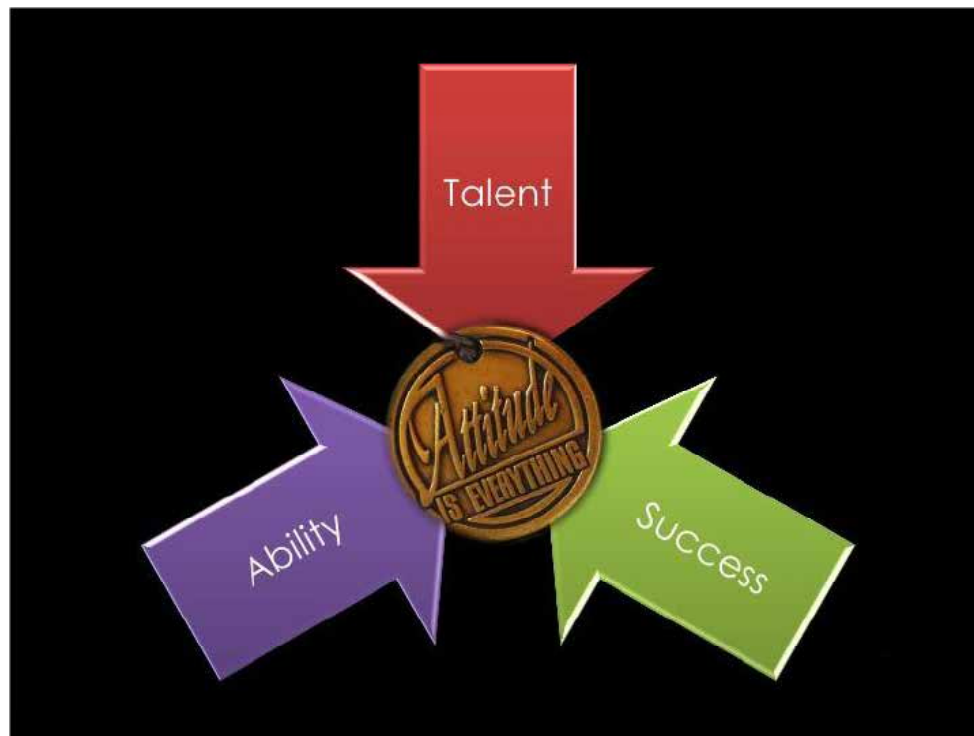 Talent
Attitude
IS EVERYTHING
Ability
Success